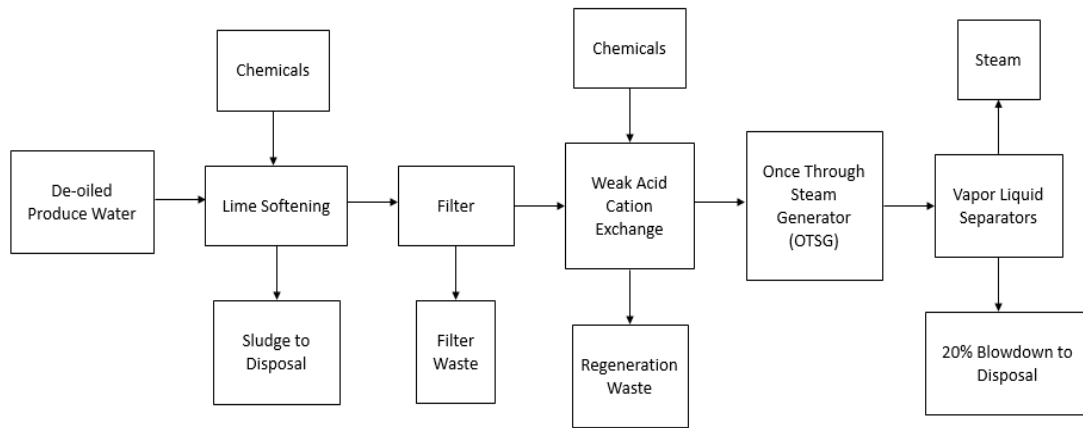 Chemicals
Chemicals
Steam
De-oiled
Produce Water
Lime Softening
Filter
Weak Acid
Cation
Exchange
Once Through
Steam
Generator
(OTSG)
Vapor Liquid
Separators
Sludge to
Disposal
Filter
Waste
Regeneration
Waste
20% Blowdown to
Disposal